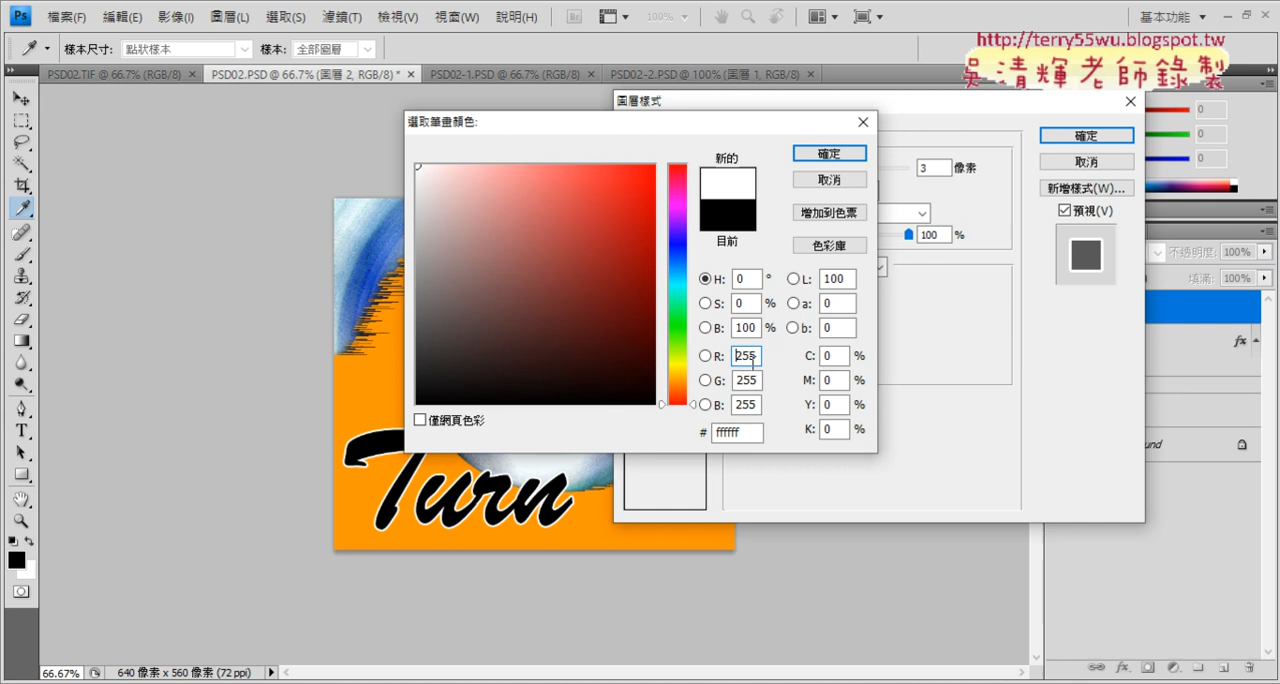 Ps 檔案(F) 編輯(E) 影像(I) 圖層(L) 選取(S) 濾鏡(T) 檢視(V) 視窗(W) 說明(H) Br 100% 基本功能
樣本尺寸: 點狀樣本 樣本: 全部圖層
http://terry55wu.blogspot.tw
吳清輝老師錄製
PSD02.TIF @ 66.7% (RGB/8) × PSD02.PSD @ 66.7% (圖層 2, RGB/8) * × PSD02-1.PSD @ 66.7% (RGB/8) × PSD02-2.PSD @ 100% (圖層 1, RGB/8) ×
圖層樣式
選取筆畫顏色:
新的
目前
確定
取消
增加到色票
色彩庫
H: 0 °
S: 0 %
B: 100 %
R: 255
G: 255
B: 255
# ffffff
L: 100
a: 0
b: 0
C: 0 %
M: 0 %
Y: 0 %
K: 0 %
僅網頁色彩
3 像素
100 %
確定
取消
新增樣式(W)...
預視(V)
0
0
0
不透明度: 100%
填滿: 100%
fx
Turn
66.67% 640 像素 x 560 像素 (72 ppi)